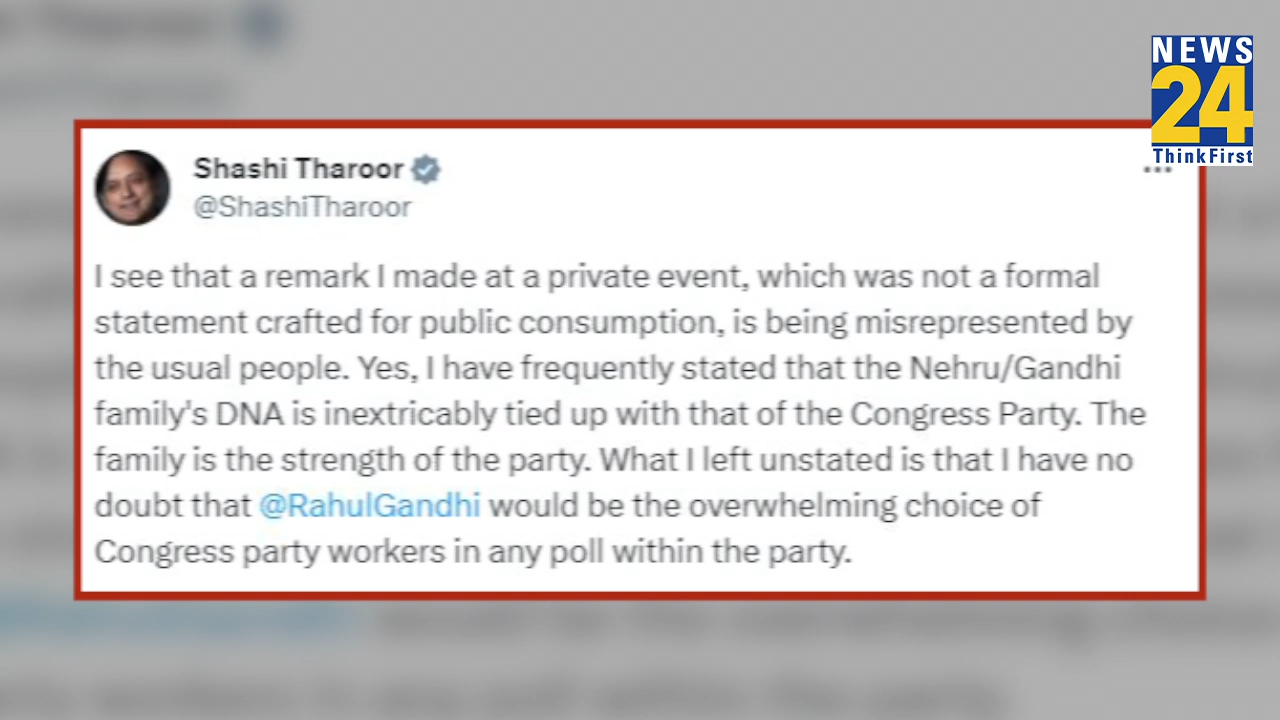 NEWS
24
ThinkFirst
Shashi Tharoor
@ShashiTharoor
I see that a remark I made at a private event, which was not a formal
statement crafted for public consumption, is being misrepresented by
the usual people. Yes, I have frequently stated that the Nehru/Gandhi
family's DNA is inextricably tied up with that of the Congress Party. The
family is the strength of the party. What I left unstated is that I have no
doubt that @RahulGandhi would be the overwhelming choice of
Congress party workers in any poll within the party.